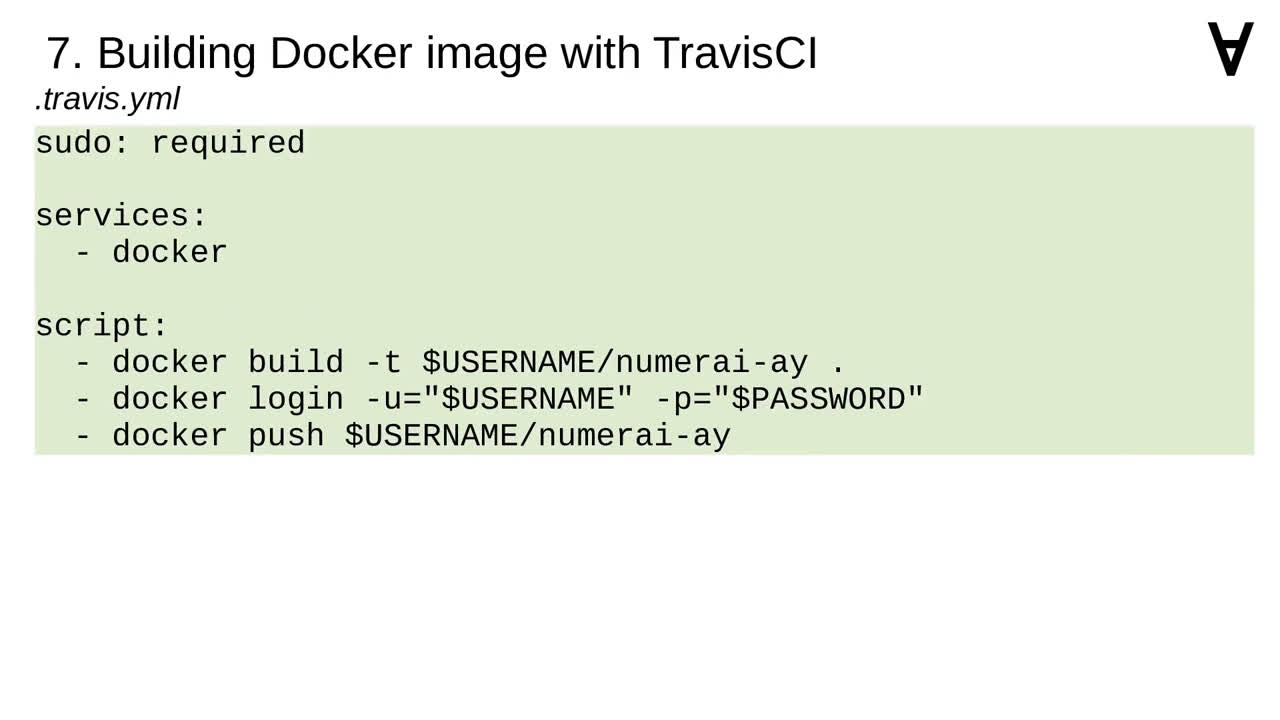 7. Building Docker image with TravisCI
∀
.travis.yml
sudo: required
services:
  - docker
script:
  - docker build -t $USERNAME/numerai-ay .
  - docker login -u="$USERNAME" -p="$PASSWORD"
  - docker push $USERNAME/numerai-ay